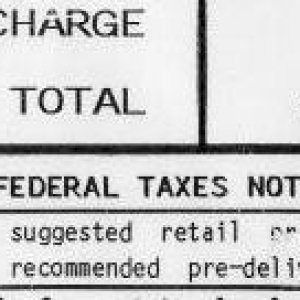 CHARGE
TOTAL
FEDERAL TAXES NOT
suggested retail
recommended pre-deli